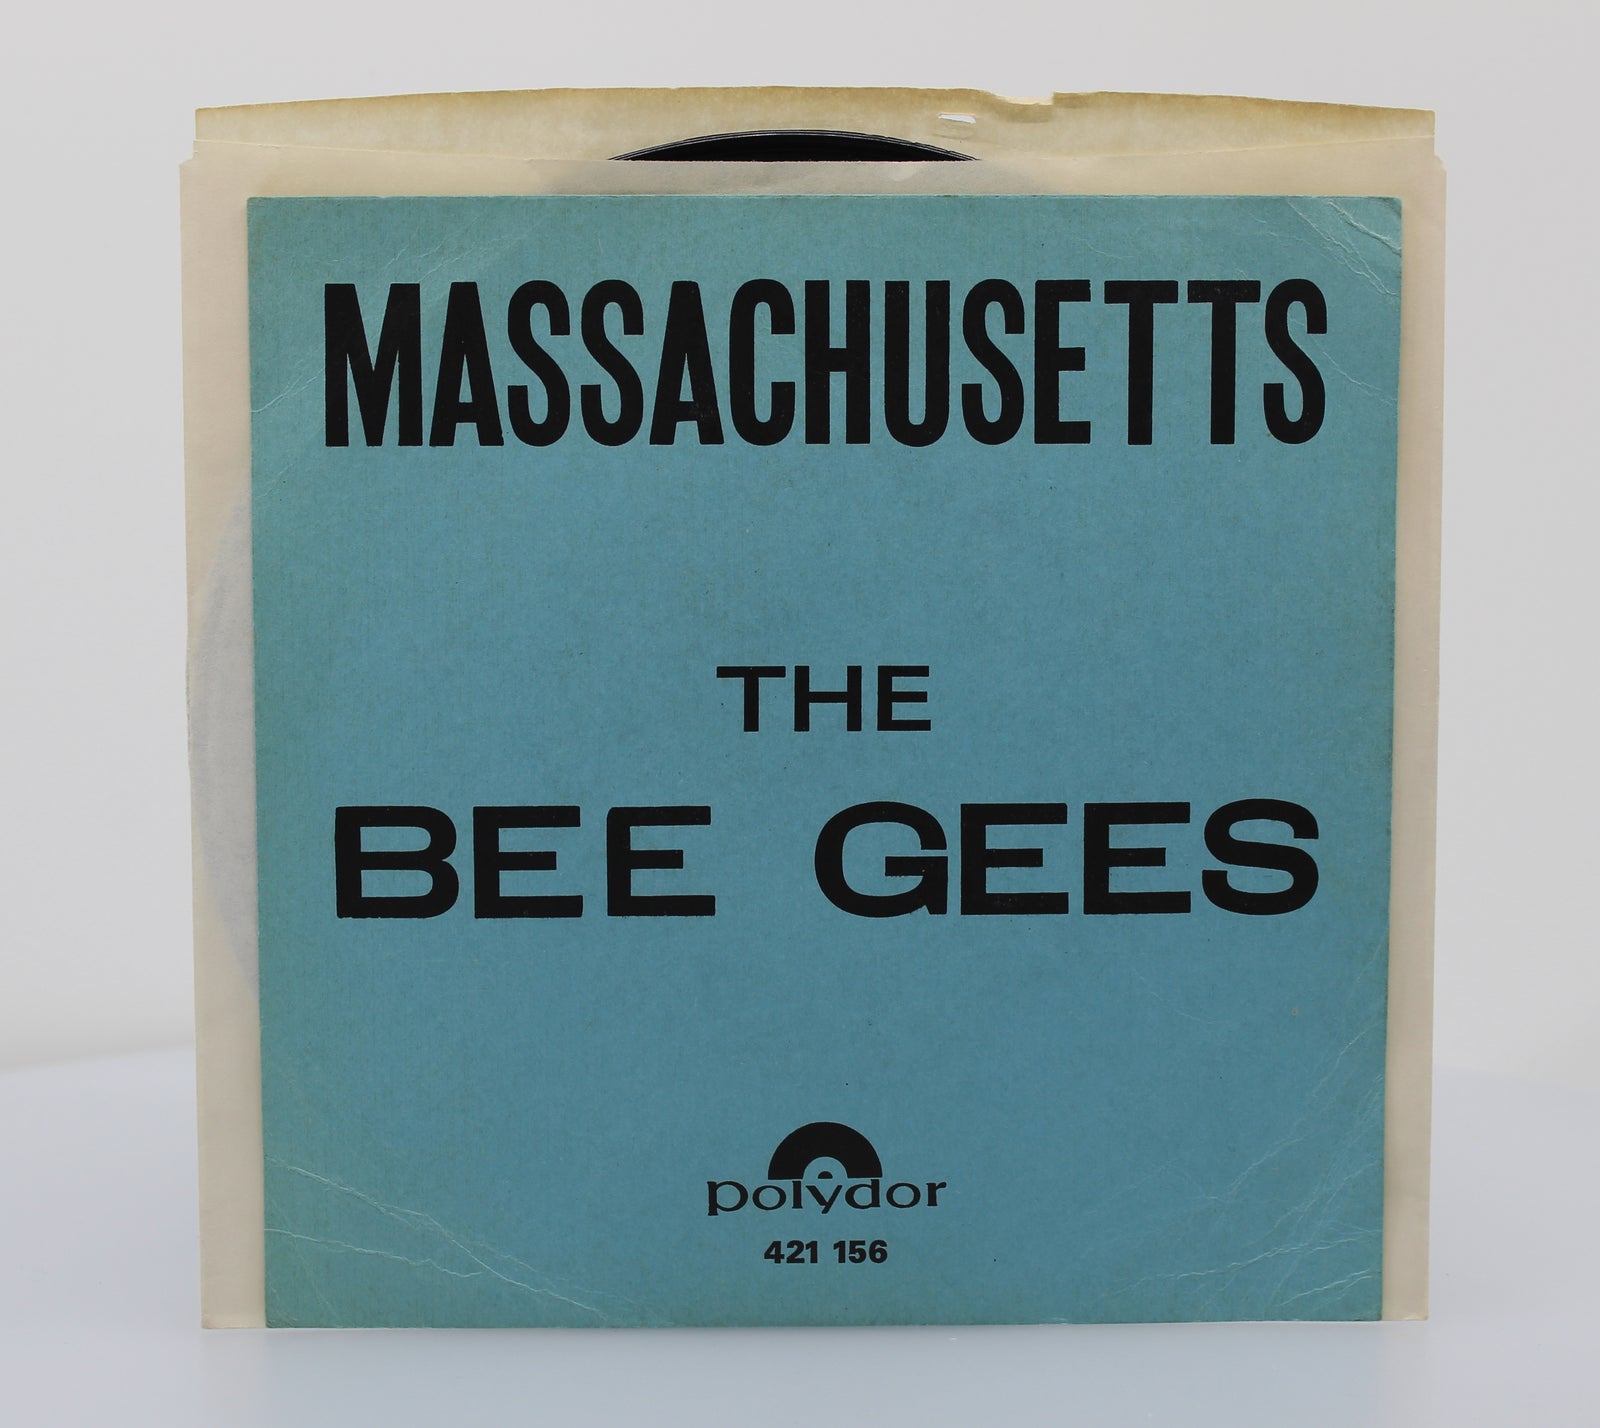 MASSACHUSETTS
THE
BEE GEES
polydor
421 156